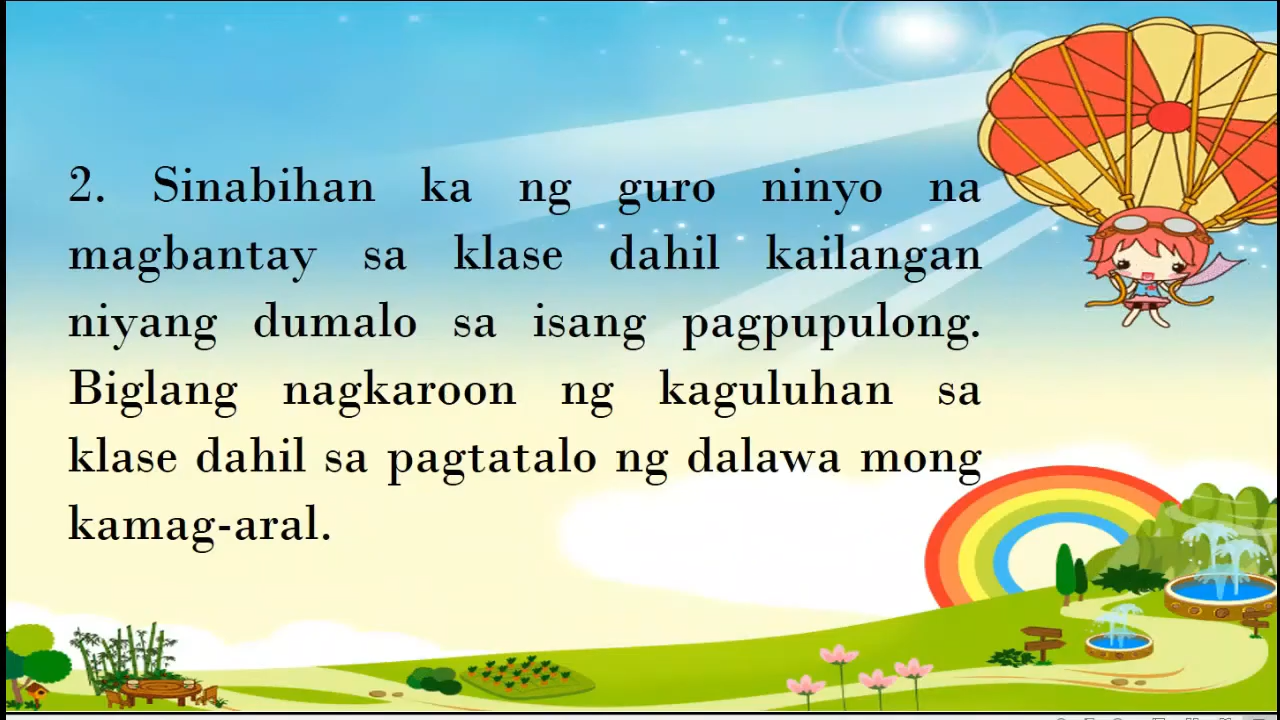 2. Sinabihan ka ng guro ninyo na
magbantay sa klase dahil kailangan
niyang dumalo sa isang pagpupulong.
Biglang nagkaroon ng kaguluhan sa
klase dahil sa pagtatalo ng dalawa mong
kamag-aral.